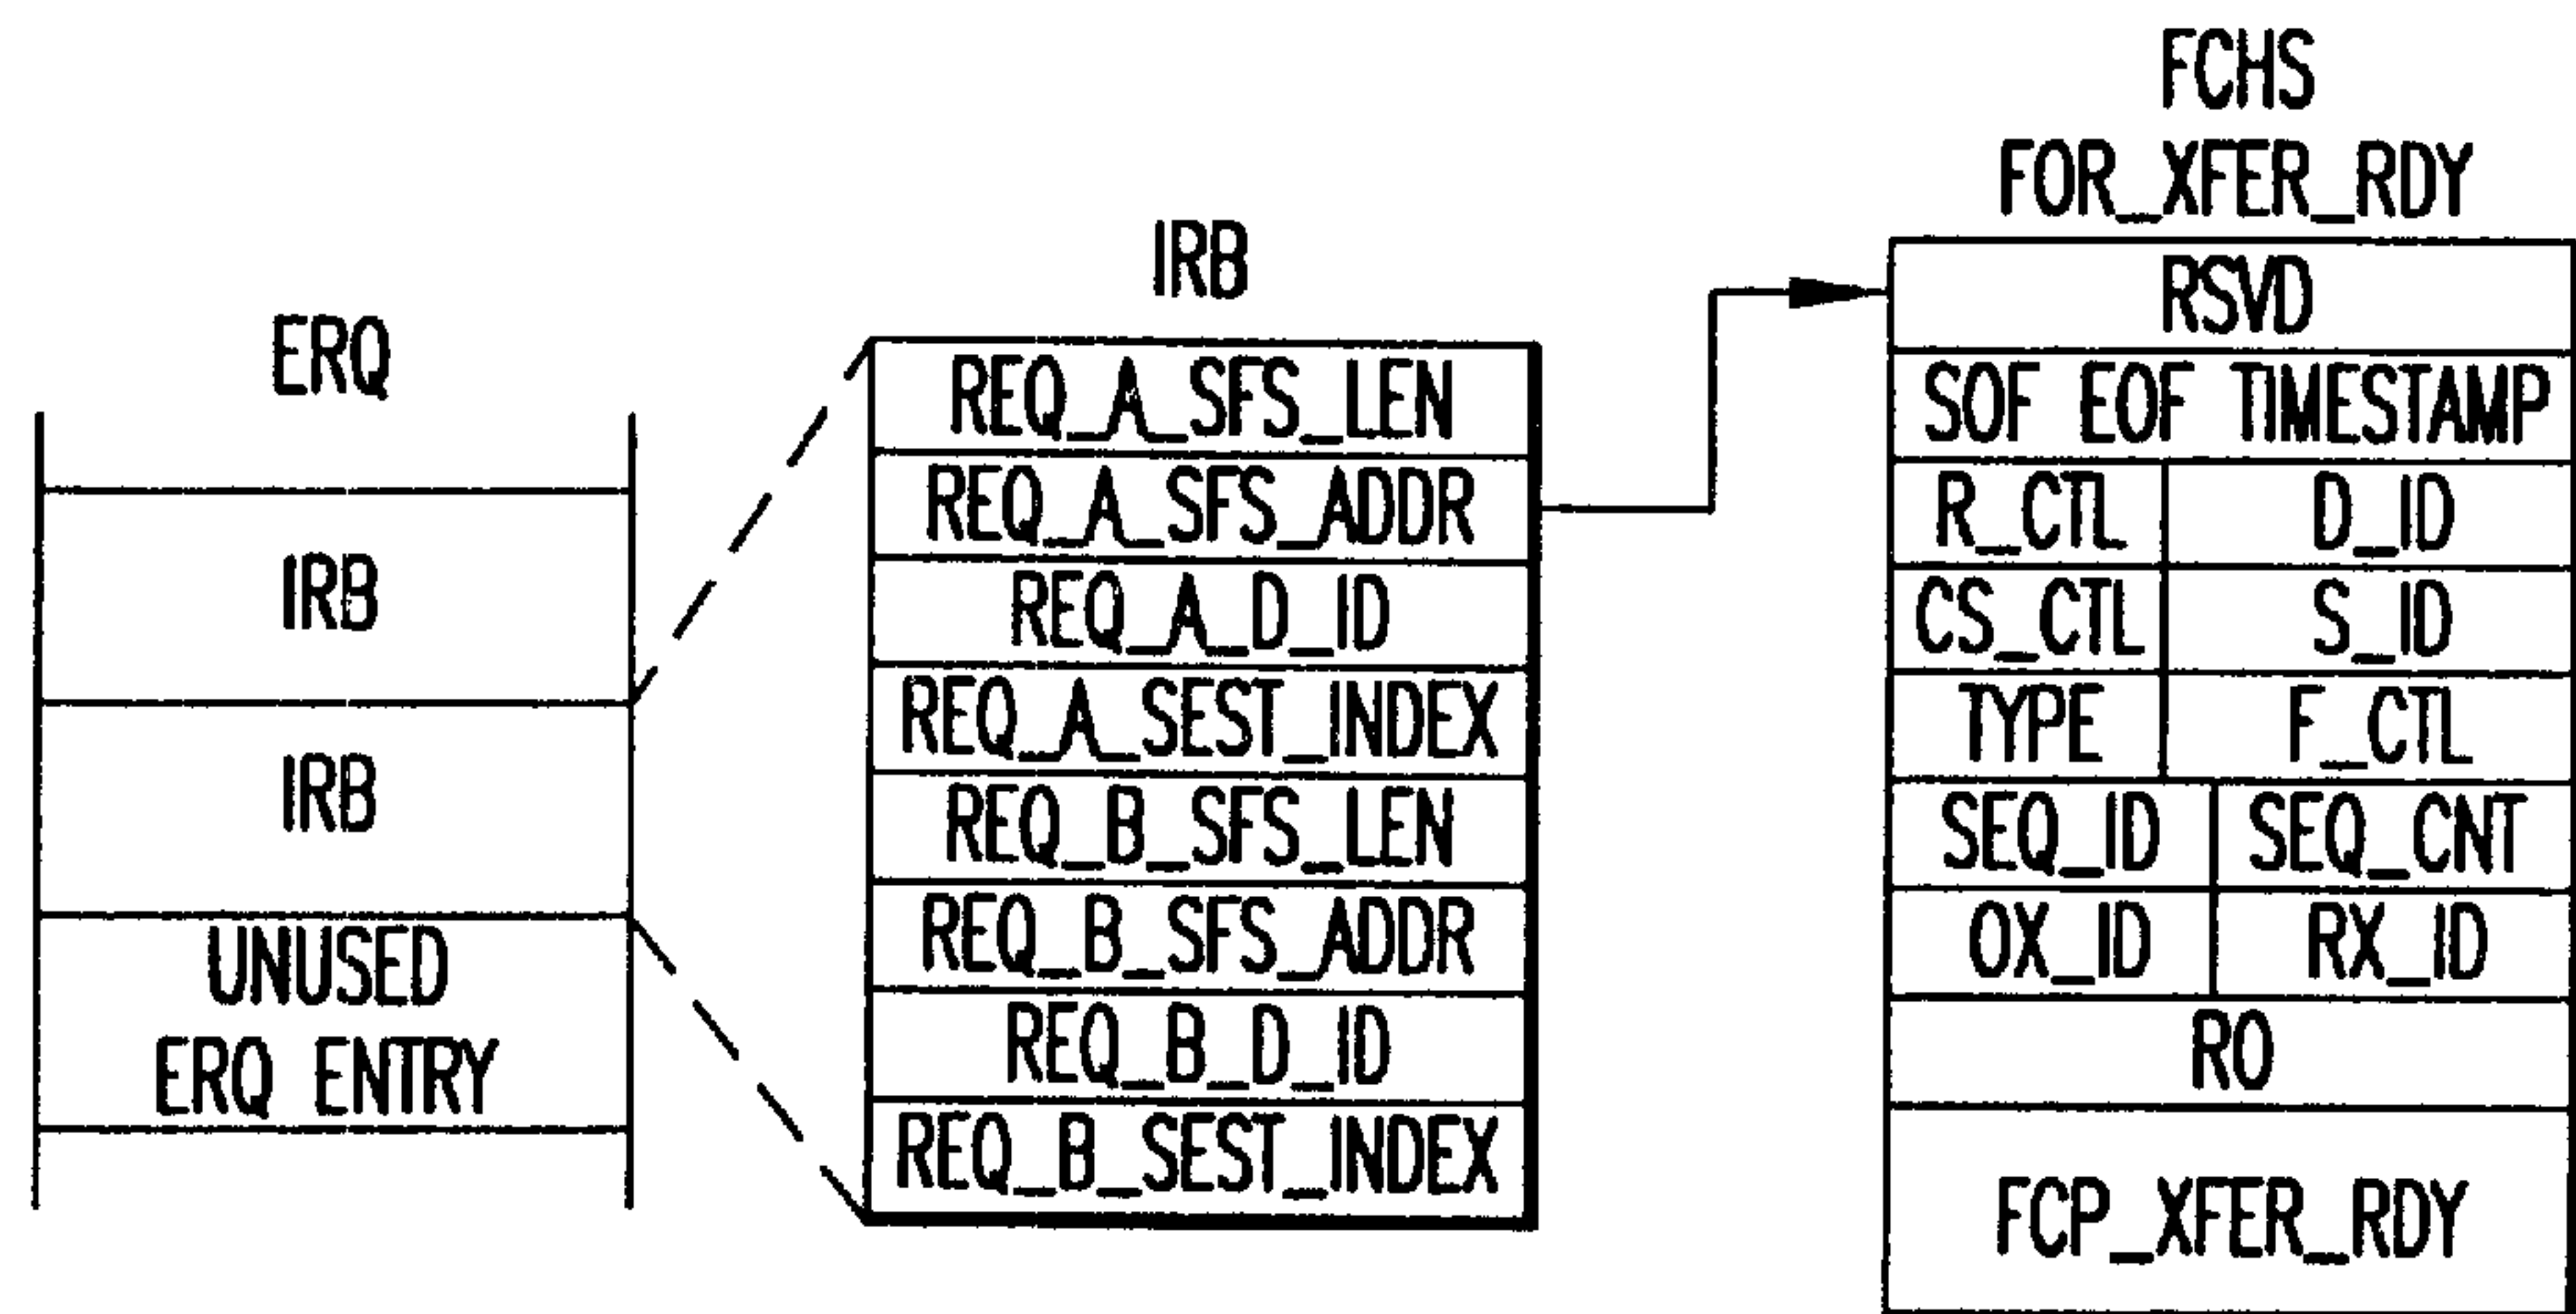 ERQ
IRB
IRB
UNUSED
ERQ ENTRY
IRB
REQ_A_SFS_LEN
REQ_A_SFS_ADDR
REQ_A_D_ID
REQ_A_SEST_INDEX
REQ_B_SFS_LEN
REQ_B_SFS_ADDR
REQ_B_D_ID
REQ_B_SEST_INDEX
FCHS
FOR_XFER_RDY
RSVD
SOF EOF TIMESTAMP
R_CTL D_ID
CS_CTL S_ID
TYPE F_CTL
SEQ_ID SEQ_CNT
OX_ID RX_ID
RO
FCP_XFER_RDY